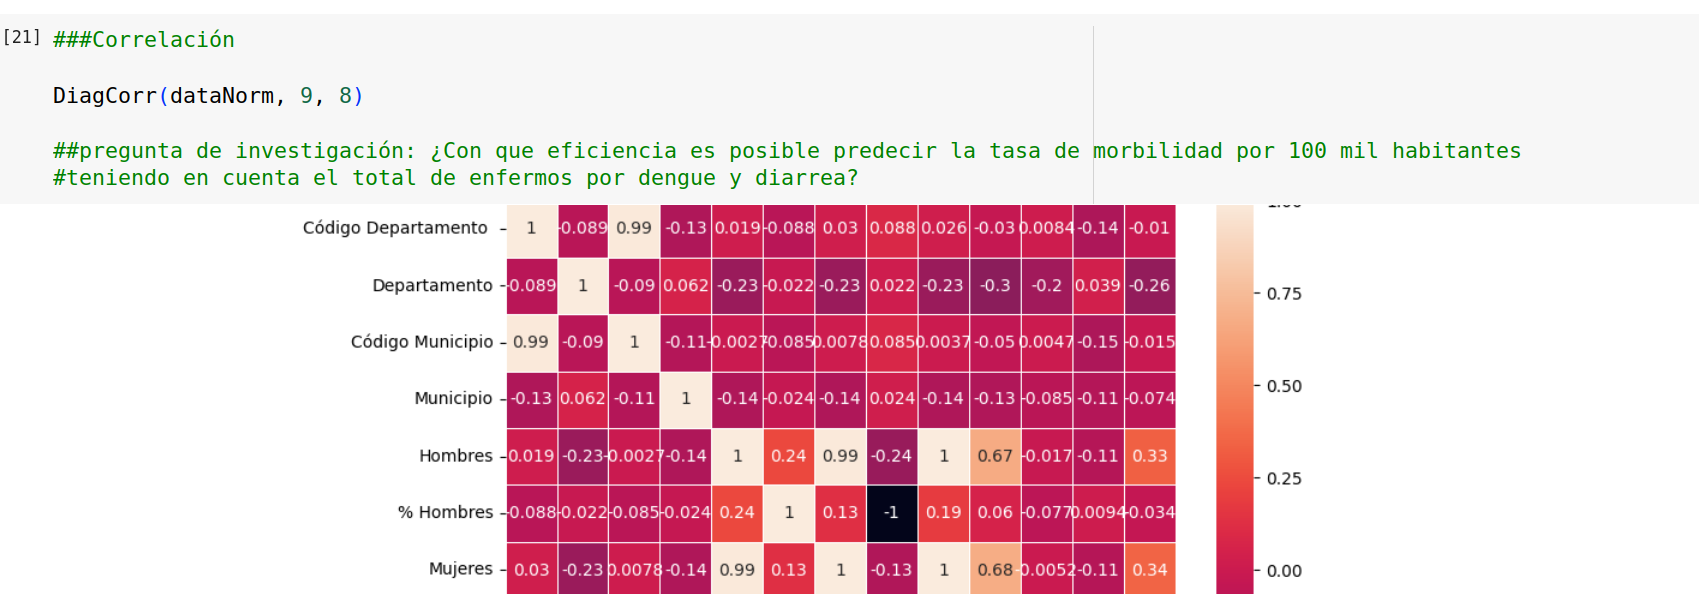 [21] ###Correlación
DiagCorr(dataNorm, 9, 8)
##pregunta de investigación: ¿Con que eficiencia es posible predecir la tasa de morbilidad por 100 mil habitantes
#teniendo en cuenta el total de enfermos por dengue y diarrea?
1.00
Código Departamento 1 -0.089 0.99 -0.13 0.019 -0.088 0.03 0.088 0.026 -0.03 0.0084 -0.14 -0.01
Departamento -0.089 1 -0.09 0.062 -0.23 -0.022 -0.23 0.022 -0.23 -0.3 -0.2 0.039 -0.26
0.75
Código Municipio 0.99 -0.09 1 -0.11 -0.0027 -0.085 0.0078 0.085 0.0037 -0.05 0.0047 -0.15 -0.015
0.50
Municipio -0.13 0.062 -0.11 1 -0.14 -0.024 -0.14 0.024 -0.14 -0.13 -0.085 -0.11 -0.074
Hombres 0.019 -0.23 -0.0027 -0.14 1 0.24 0.99 -0.24 1 0.67 -0.017 -0.11 0.33
0.25
% Hombres -0.088 -0.022 -0.085 -0.024 0.24 1 0.13 -1 0.19 0.06 -0.077 0.0094 -0.034
Mujeres 0.03 -0.23 0.0078 -0.14 0.99 0.13 1 -0.13 1 0.68 -0.0052 -0.11 0.34
0.00